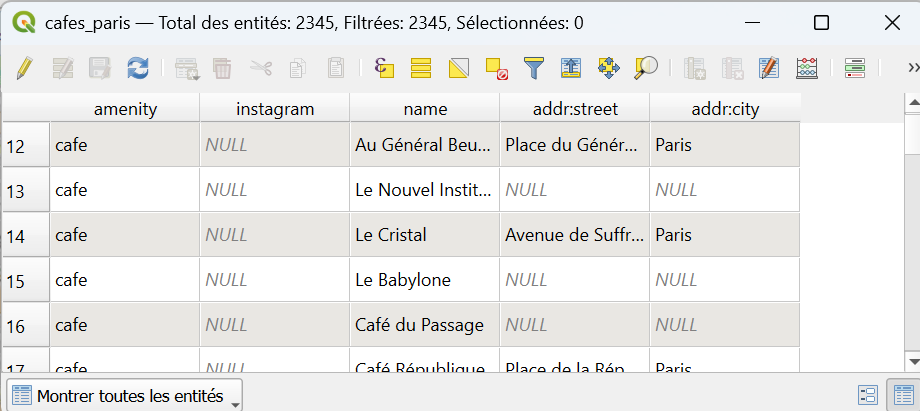 cafes_paris — Total des entités: 2345, Filtrées: 2345, Sélectionnées: 0
amenity instagram name addr:street addr:city
12 cafe NULL Au Général Beu... Place du Génér... Paris
13 cafe NULL Le Nouvel Instit... NULL NULL
14 cafe NULL Le Cristal Avenue de Suffr... Paris
15 cafe NULL Le Babylone NULL NULL
16 cafe NULL Café du Passage NULL NULL
17 cafe NULL Café République Place de la Rép... Paris
Montrer toutes les entités